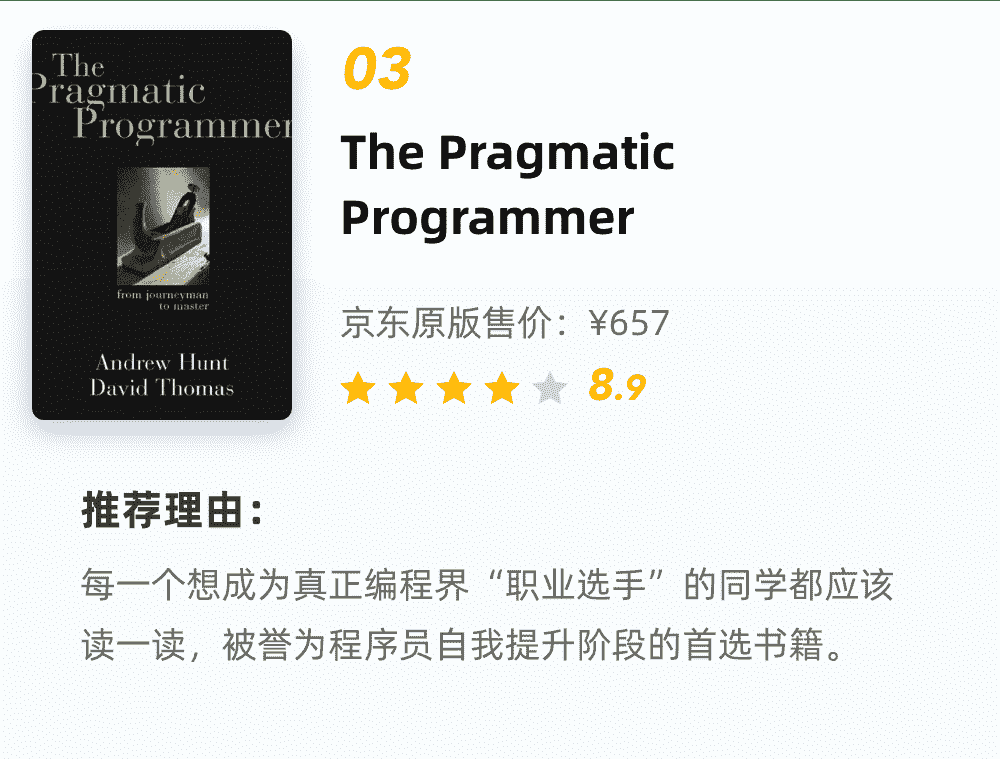 The
Pragmatic
Programmer
from journeyman
to master
Andrew Hunt
David Thomas
03
The Pragmatic
Programmer
京东原版售价：¥657
8.9
推荐理由：
每一个想成为真正编程界“职业选手”的同学都应该
读一读，被誉为程序员自我提升阶段的首选书籍。